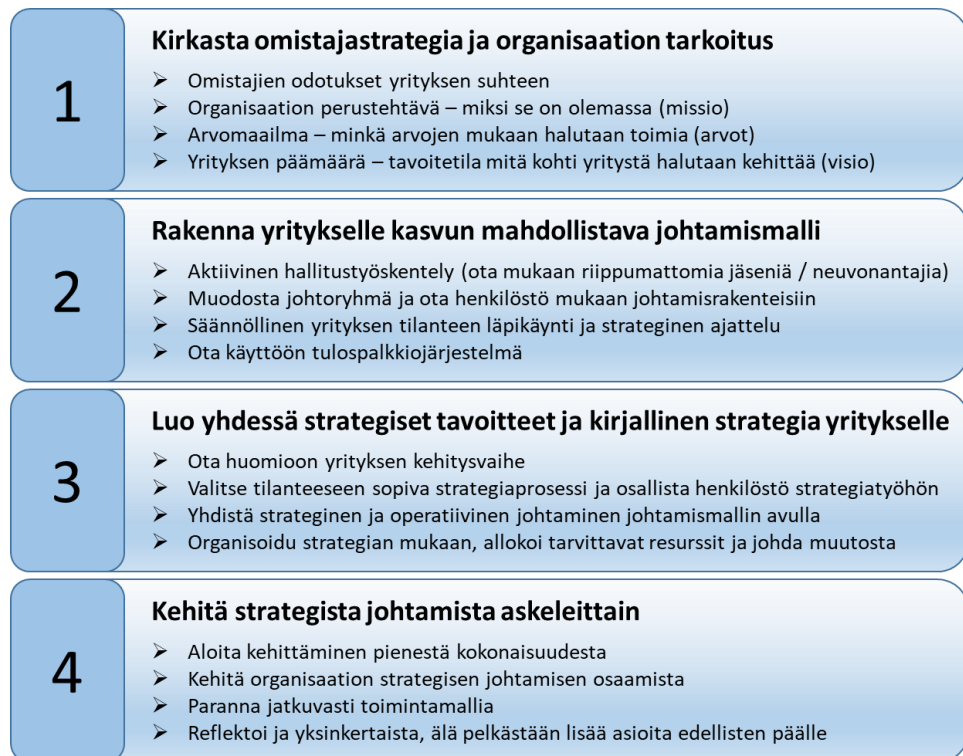 1
Kirkasta omistajastrategia ja organisaation tarkoitus
➢ Omistajien odotukset yrityksen suhteen
➢ Organisaation perustehtävä – miksi se on olemassa (missio)
➢ Arvomaailma – minkä arvojen mukaan halutaan toimia (arvot)
➢ Yrityksen päämäärä – tavoitetila mitä kohti yritystä halutaan kehittää (visio)
2
Rakenna yritykselle kasvun mahdollistava johtamismalli
➢ Aktiivinen hallitustyöskentely (ota mukaan riippumattomia jäseniä / neuvonantajia)
➢ Muodosta johtoryhmä ja ota henkilöstö mukaan johtamisrakenteisiin
➢ Säännöllinen yrityksen tilanteen läpikäynti ja strateginen ajattelu
➢ Ota käyttöön tulospalkkiojärjestelmä
3
Luo yhdessä strategiset tavoitteet ja kirjallinen strategia yritykselle
➢ Ota huomioon yrityksen kehitysvaihe
➢ Valitse tilanteeseen sopiva strategiaprosessi ja osallista henkilöstö strategiatyöhön
➢ Yhdistä strateginen ja operatiivinen johtaminen johtamismallin avulla
➢ Organisoidu strategian mukaan, allokoi tarvittavat resurssit ja johda muutosta
4
Kehitä strategista johtamista askeleittain
➢ Aloita kehittäminen pienestä kokonaisuudesta
➢ Kehitä organisaation strategisen johtamisen osaamista
➢ Paranna jatkuvasti toimintamallia
➢ Reflektoi ja yksinkertaista, älä pelkästään lisää asioita edellisten päälle